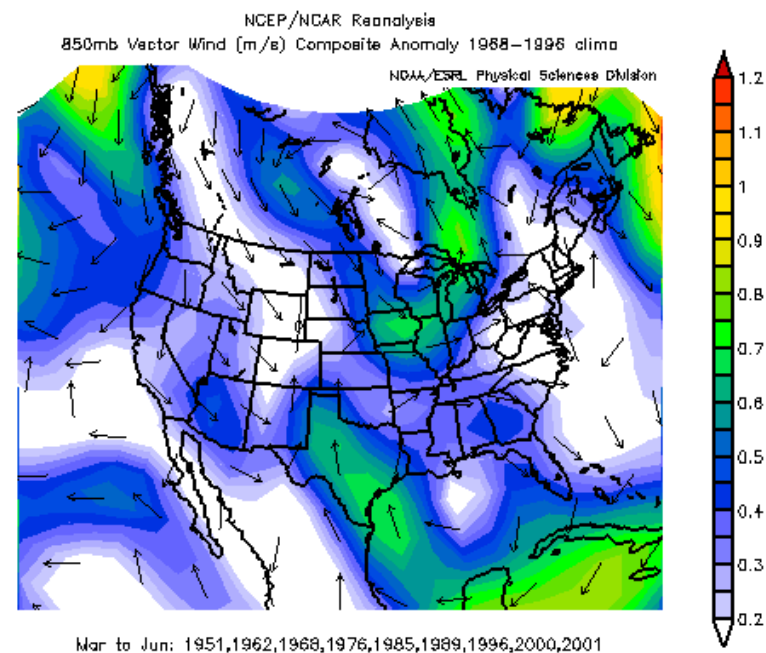 NCEP/NCAR Reanalysis
850mb Vector Wind (m/s) Composite Anomaly 1968-1996 clima
NOAA/ESRL Physical Sciences Division
1.2
1.1
1
0.9
0.8
0.7
0.6
0.5
0.4
0.3
0.2
Mar to Jun: 1951,1962,1968,1976,1985,1989,1996,2000,2001